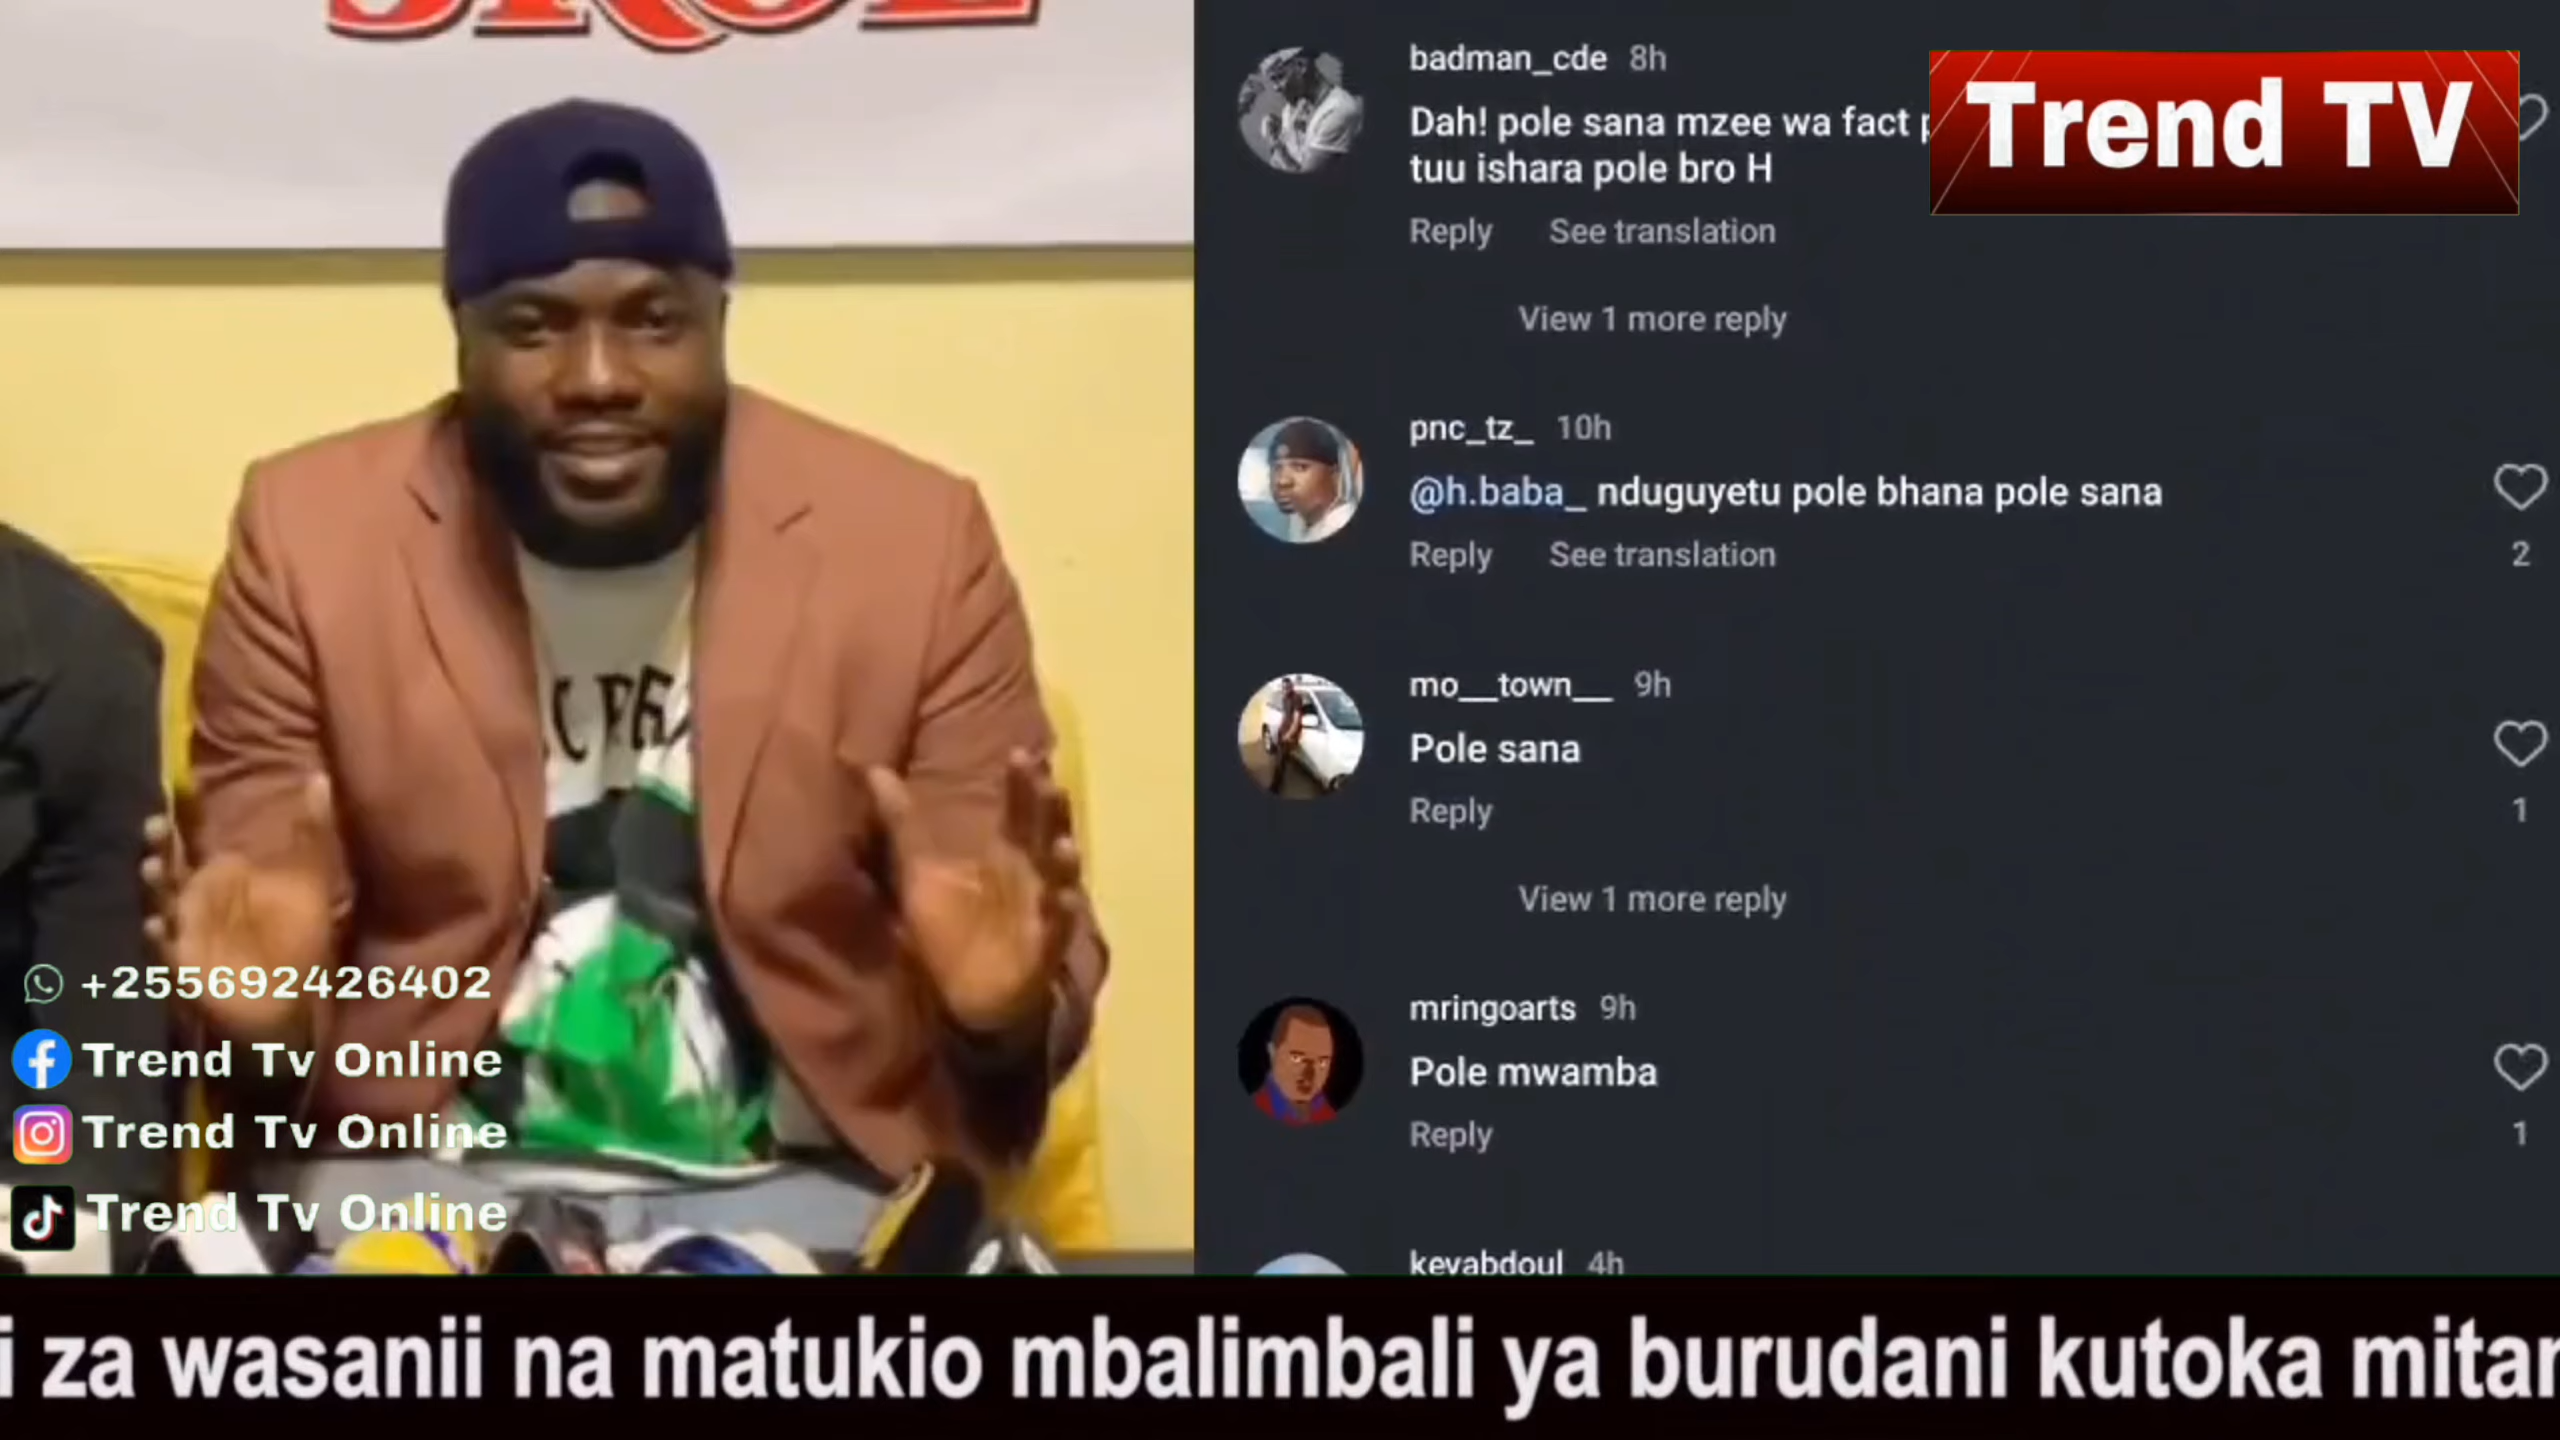 badman_cde 8h
Dah! pole sana mzee wa fact
tuu ishara pole bro H
Reply See translation
View 1 more reply
Trend TV
pnc_tz_ 10h
@h.baba_ nduguyetu pole bhana pole sana
Reply See translation
2
mo__town__ 9h
Pole sana
Reply
1
View 1 more reply
mringoarts 9h
Pole mwamba
Reply
1
kevabdoul 4h
+255692426402
Trend Tv Online
Trend Tv Online
Trend Tv Online
i za wasanii na matukio mbalimbali ya burudani kutoka mitan